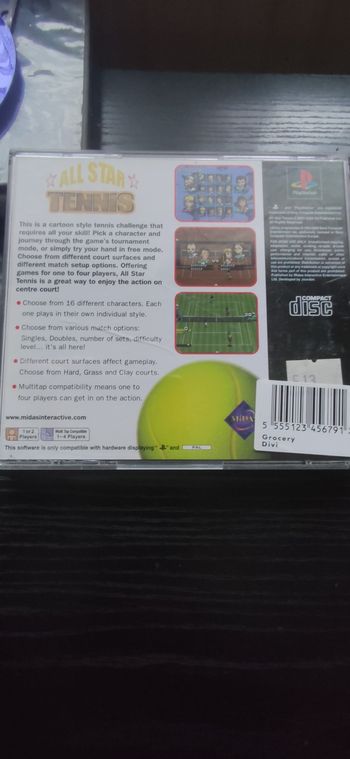 ALL STAR
TENNIS
This is a cartoon style tennis challenge that
requires all your skill! Pick a character and
journey through the game's tournament
mode, or simply try your hand in free mode.
Choose from different court surfaces and
different match setup options. Offering
games for one to four players, All Star
Tennis is a great way to enjoy the action on
centre court!
• Choose from 16 different characters. Each
one plays in their own individual style.
• Choose from various match options:
Singles, Doubles, number of sets, difficulty
level... it's all here!
• Different court surfaces affect gameplay.
Choose from Hard, Grass and Clay courts.
• Multitap compatibility means one to
four players can get in on the action.
www.midasinteractive.com
1 or 2
Players
Multi Tap Compatible
1-4 Players
This software is only compatible with hardware displaying and PAL
MIDAS
PlayStation
COMPACT
disc
5 555123 456791
Grocery
Divi